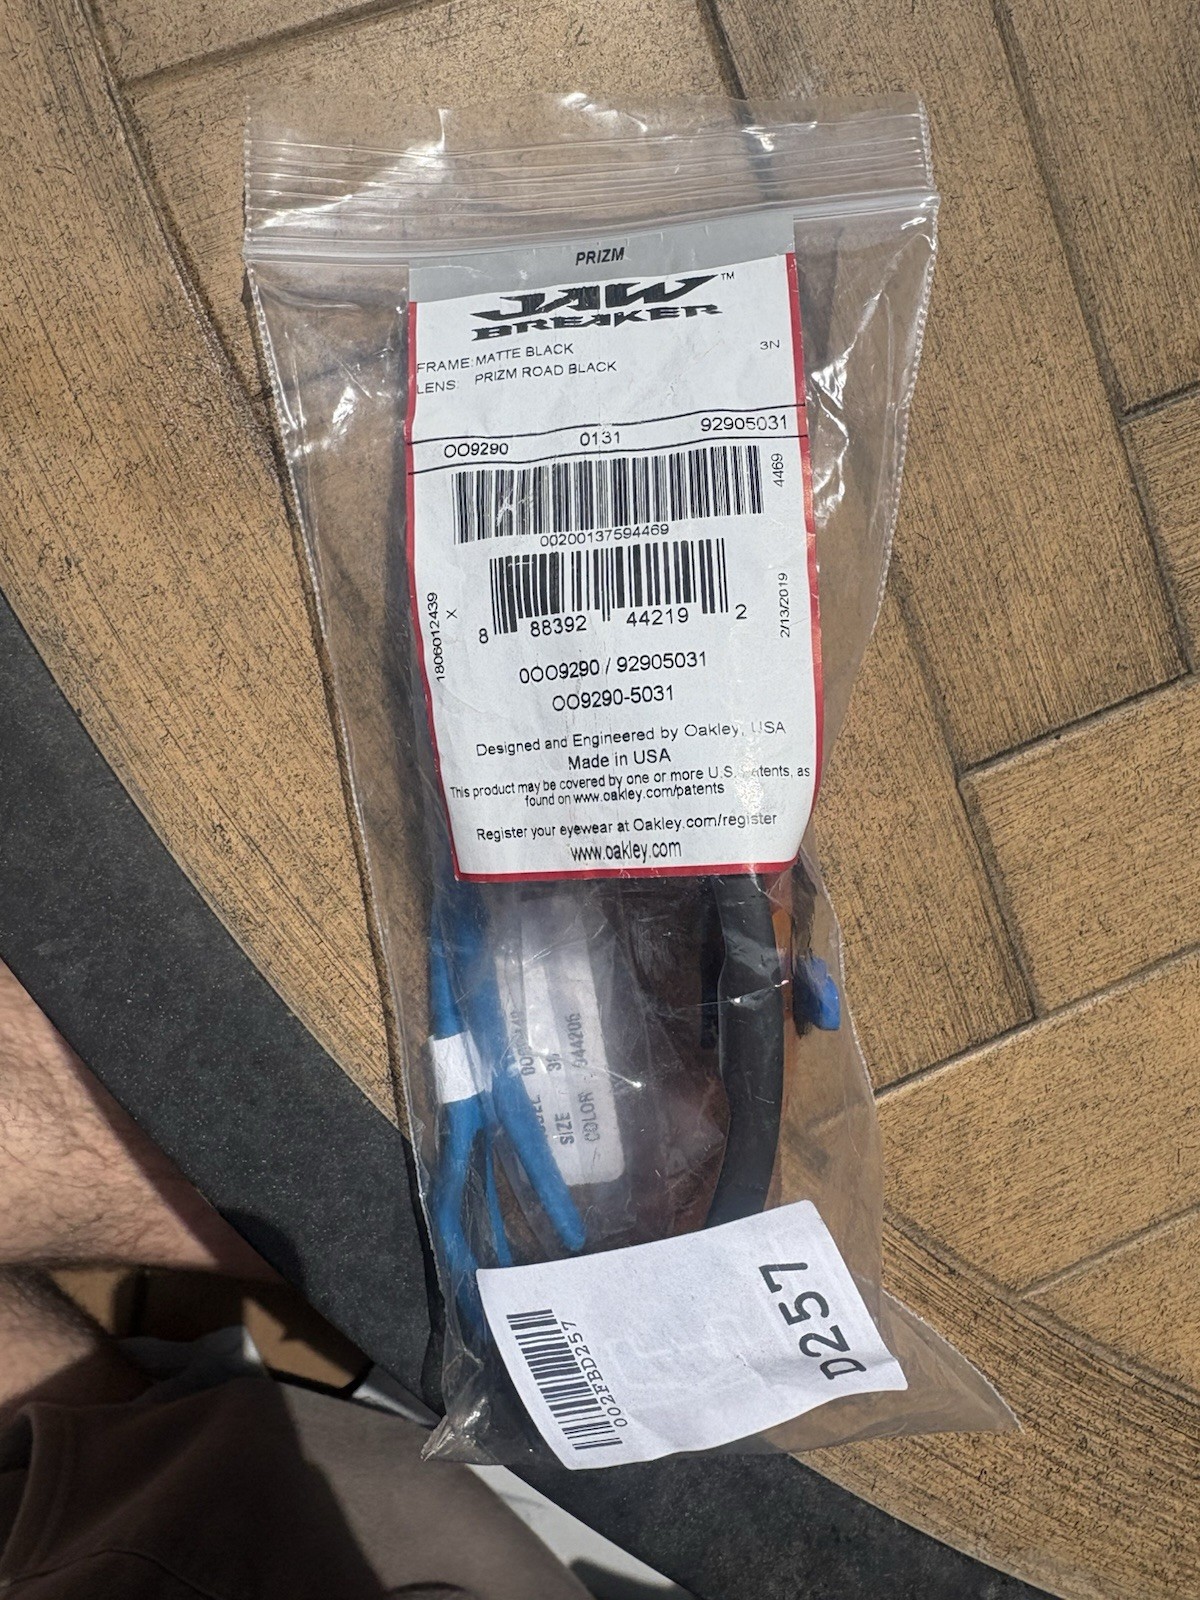 PRIZM
JAW™
BREAKER
FRAME: MATTE BLACK
3N
LENS: PRIZM ROAD BLACK
OO9290 0131 92905031
4469
00200137594469
8 88392 44219 2
1806012439
X
2/13/2019
0OO9290 / 92905031
OO9290-5031
Designed and Engineered by Oakley, USA
Made in USA
This product may be covered by one or more U.S. Patents, as
found on www.oakley.com/patents
Register your eyewear at Oakley.com/register
www.oakley.com
SIZE
COLOR
D257
002FBD257